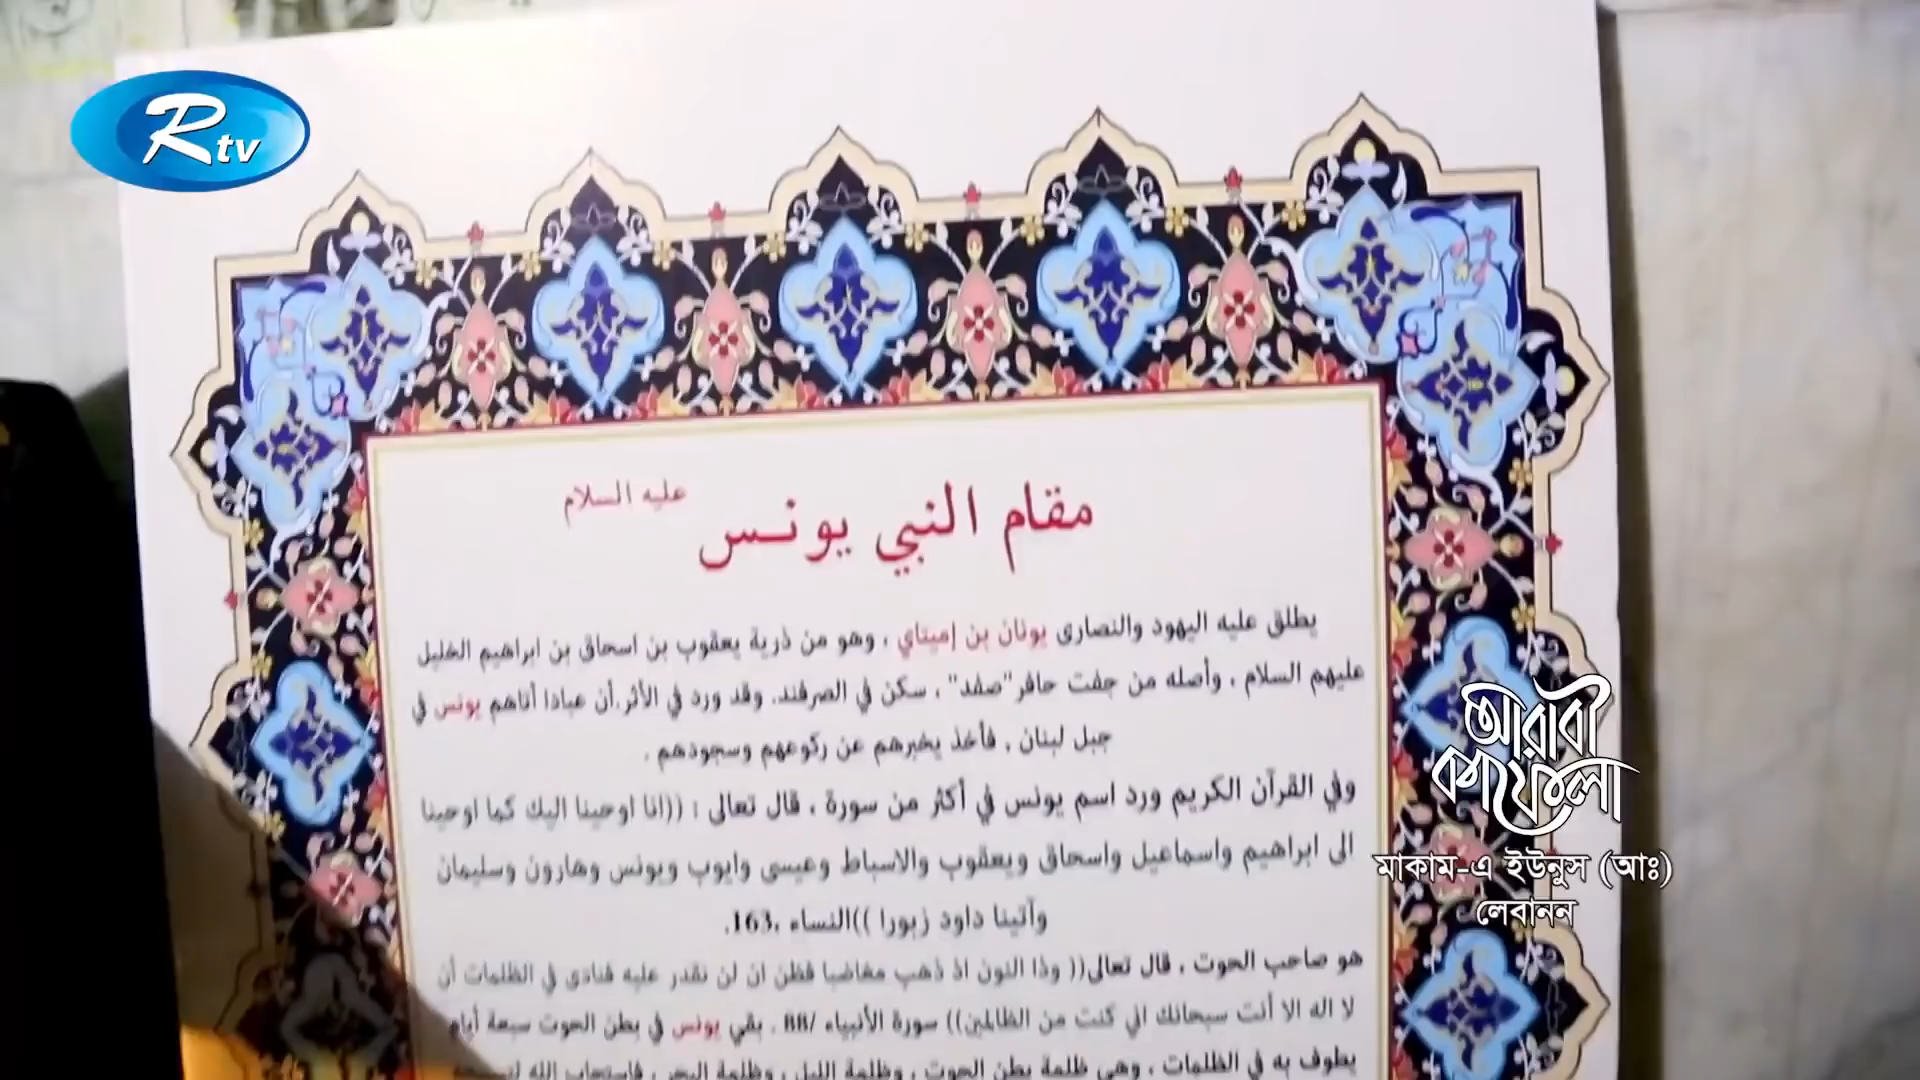 Rtv
مقام النبي يونس عليه السلام
يطلق عليه اليهود والنصارى يونان بن إميتاي ، وهو من ذرية يعقوب بن اسحاق بن ابراهيم الخليل
عليهم السلام ، وأصله من جفت حافر"صفد" ، سكن في الصرفند. وقد ورد في الأثر.أن عبادا أتاهم يونس في
جبل لبنان ، فأخذ يخبرهم عن ركوعهم وسجودهم .
وفي القرآن الكريم ورد اسم يونس في أكثر من سورة ، قال تعالى : ((انا اوحينا اليك كما اوحينا
الى ابراهيم واسماعيل واسحاق ويعقوب والاسباط وعيسى وايوب ويونس وهارون وسليمان
وآتينا داود زبورا ))النساء ،163.
هو صاحب الحوت ، قال تعالى(( وذا النون اذ ذهب مغاضبا فظن ان لن نقدر عليه فنادى في الظلمات أن
لا اله الا أنت سبحانك اني كنت من الظالمين)) سورة الأنبياء /88 . بقي يونس في بطن الحوت سبعة أيام
يطوف به في الظلمات ، وهي ظلمة بطن الحوت ، وظلمة الليل ، وظلمة البحر ، فاستجاب الله
আরাবী
কাফেলা
মাকাম-এ ইউনুস (আঃ)
লেবানন